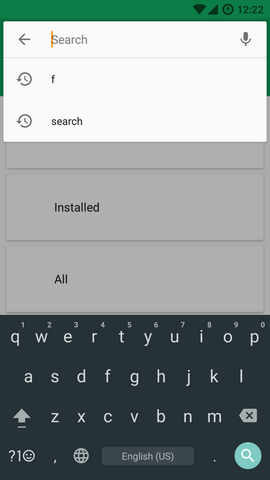 12:22
Search
f
search
Installed
All
1 2 3 4 5 6 7 8 9 0
q w e r t y u i o p
a s d f g h j k l
z x c v b n m
?1☺ , English (US) .